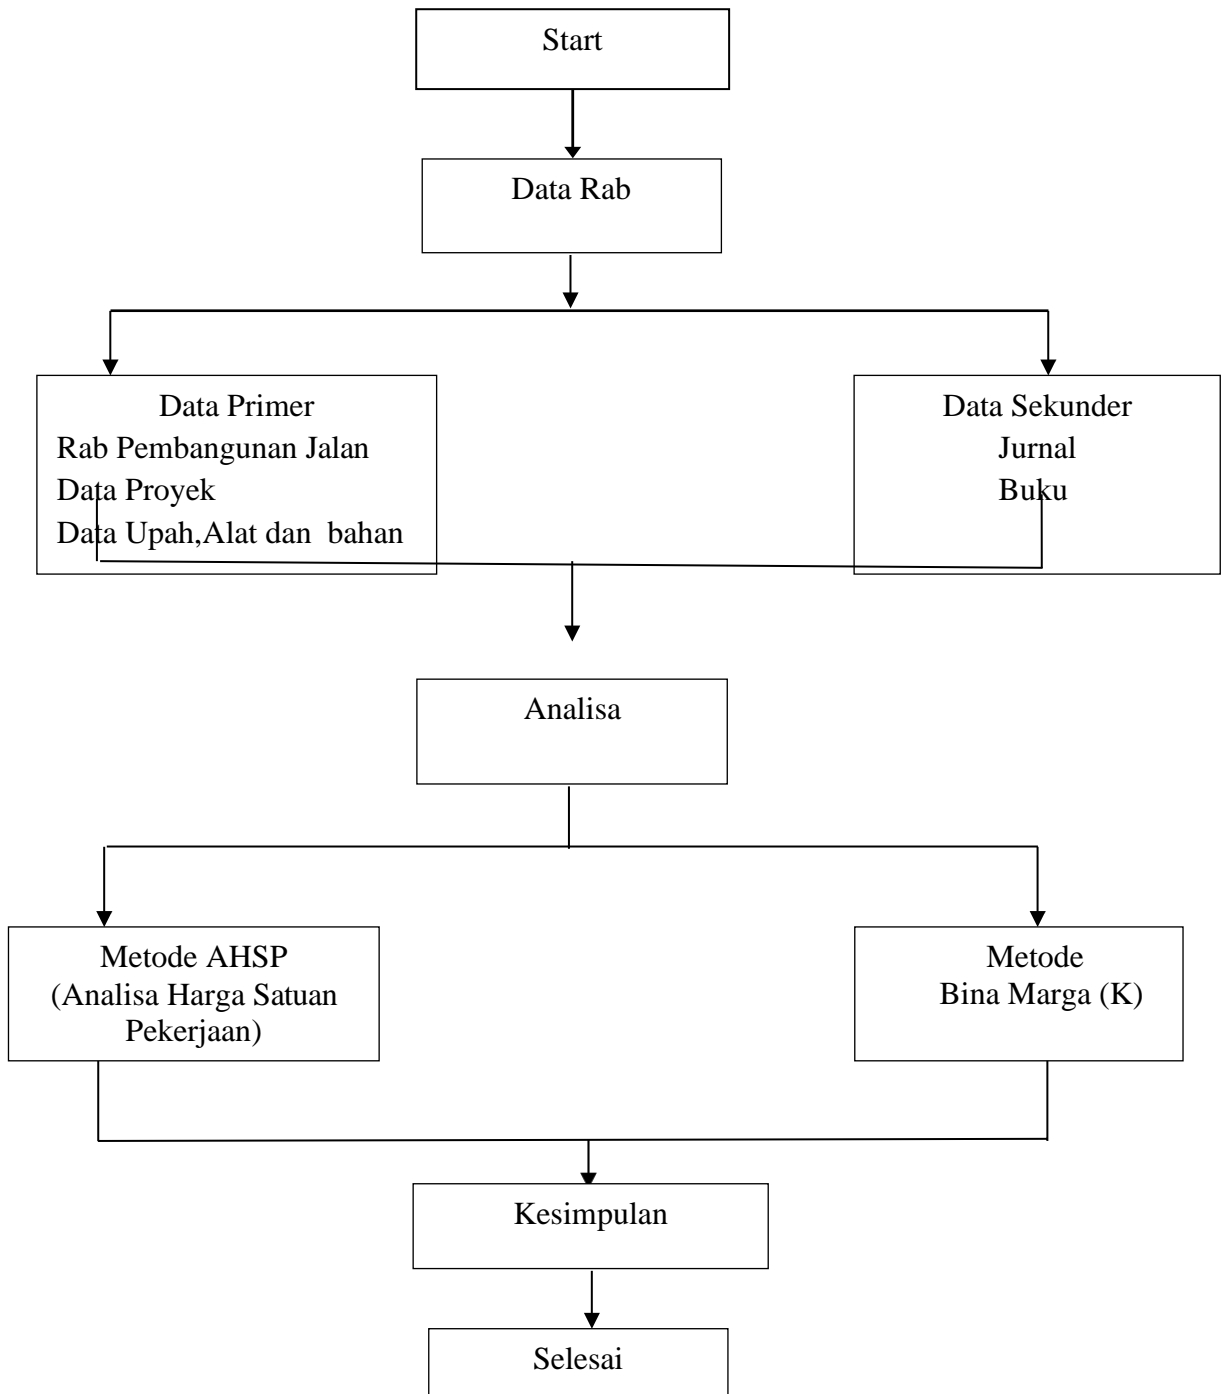 Start
Data Rab
Data Primer
Rab Pembangunan Jalan
Data Proyek
Data Upah,Alat dan bahan
Data Sekunder
Jurnal
Buku
Analisa
Metode AHSP
(Analisa Harga Satuan
Pekerjaan)
Metode
Bina Marga (K)
Kesimpulan
Selesai